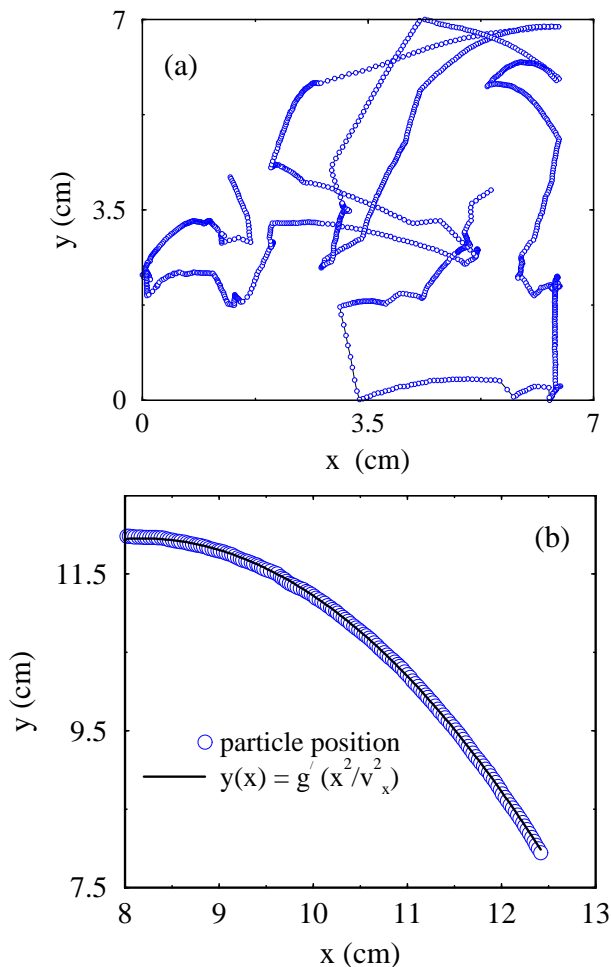 7
(a)
3.5
y (cm)
0
0
3.5
7
x (cm)
(b)
11.5
y (cm)
9.5
particle position
y(x) = g′ (x²/v²ₓ)
7.5
8
9
10
11
12
13
x (cm)